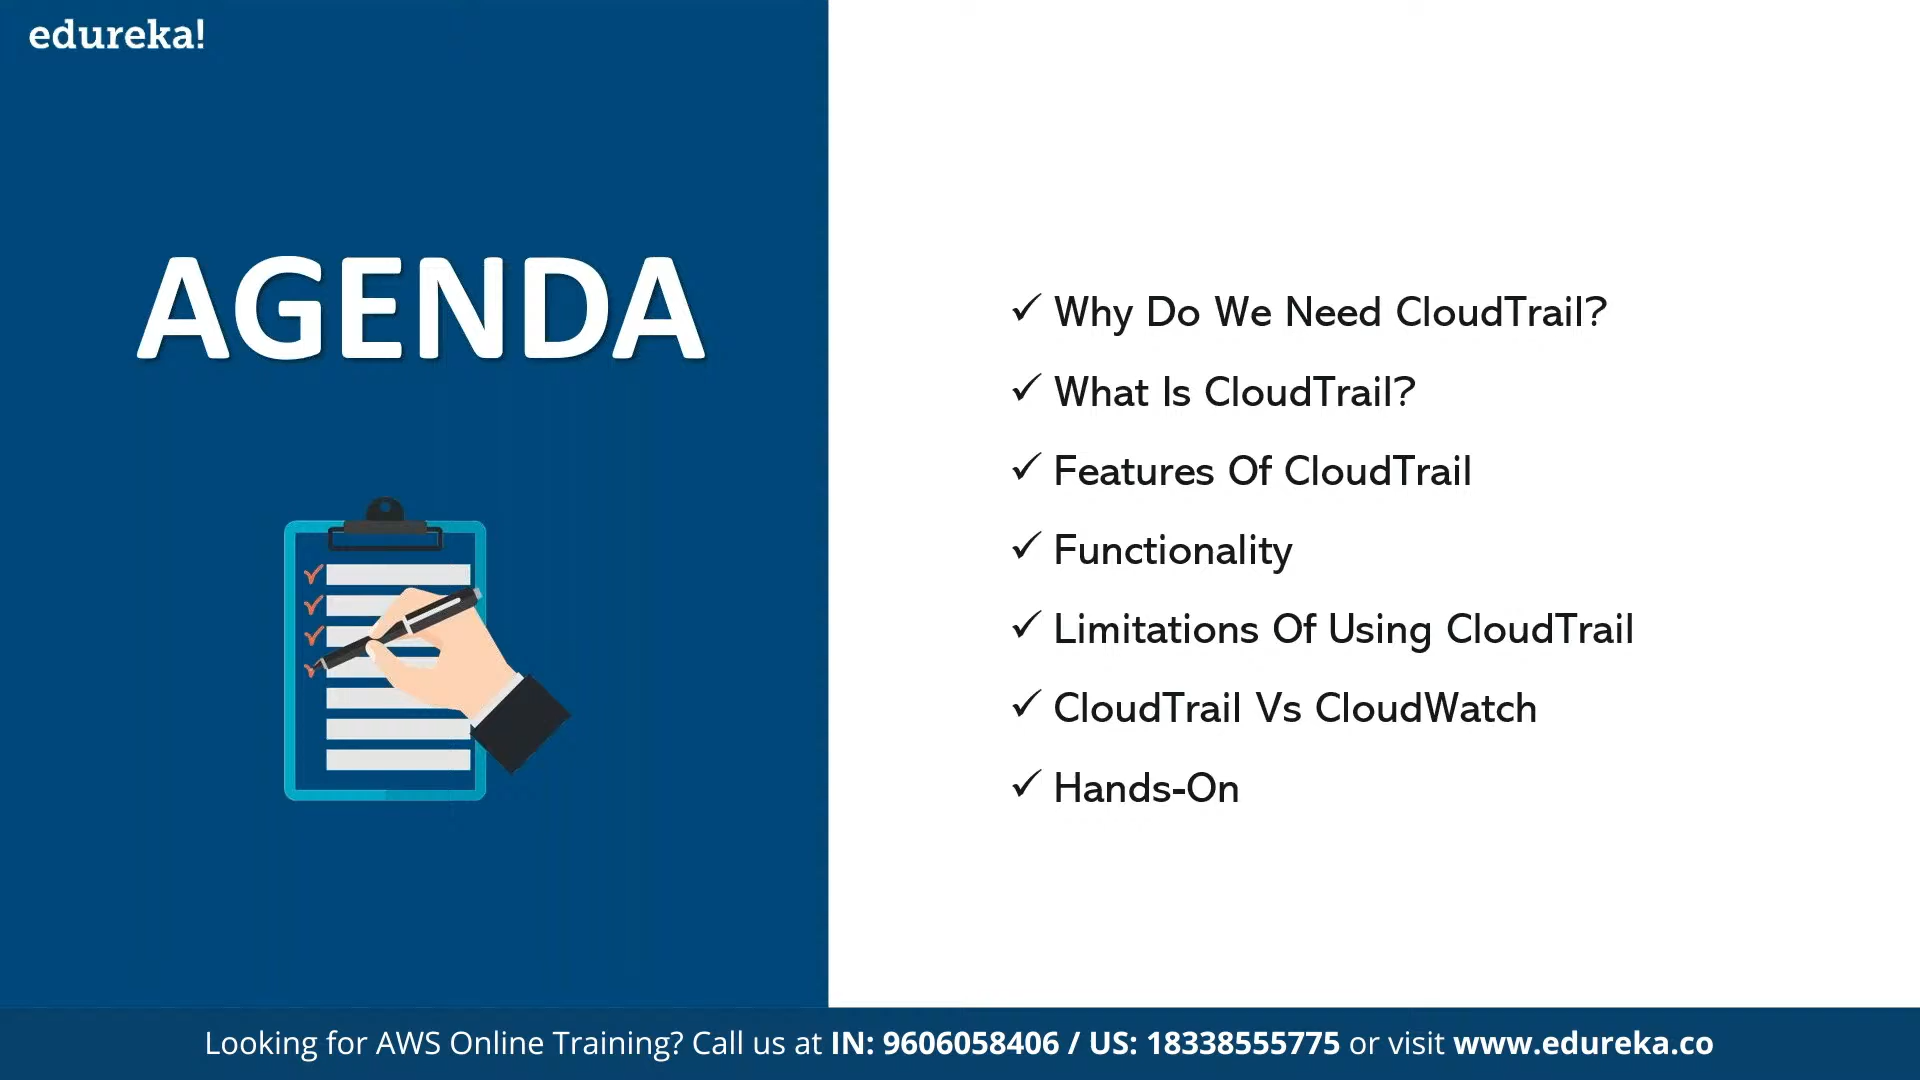 edureka!
AGENDA
✓ Why Do We Need CloudTrail?
✓ What Is CloudTrail?
✓ Features Of CloudTrail
✓ Functionality
✓ Limitations Of Using CloudTrail
✓ CloudTrail Vs CloudWatch
✓ Hands-On
Looking for AWS Online Training? Call us at IN: 9606058406 / US: 18338555775 or visit www.edureka.co